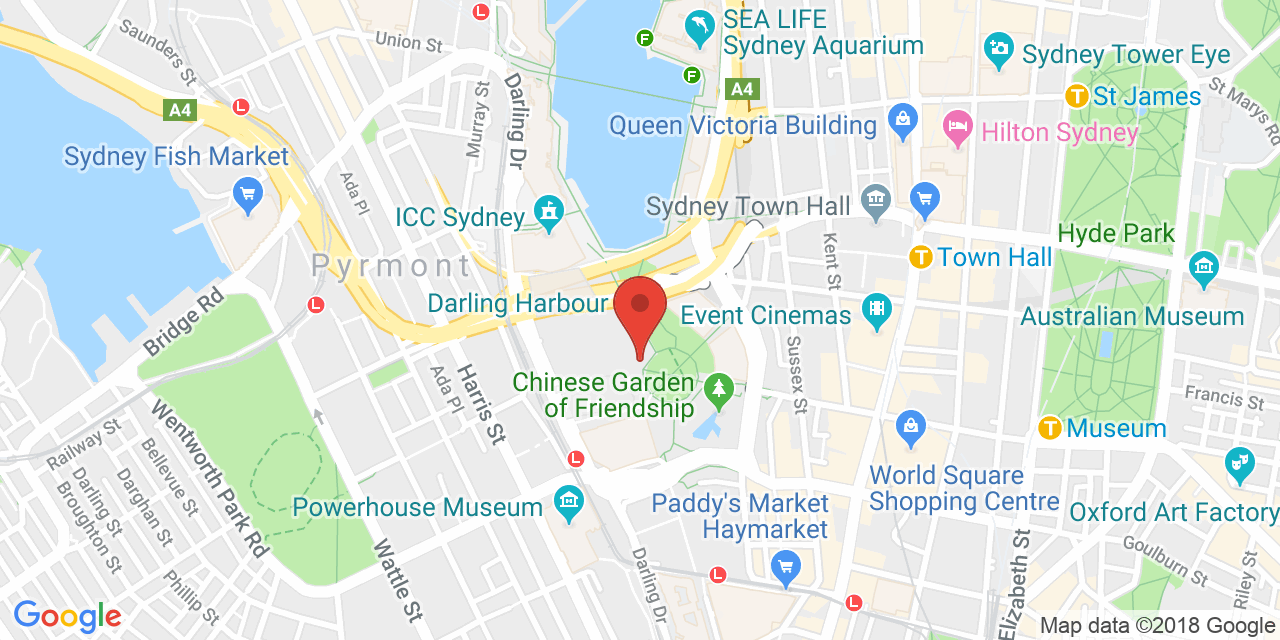 SEA LIFE
Sydney Aquarium
Saunders St
Union St
L
F
F
Sydney Tower Eye
Murray St
Darling Dr
A4
A4
T St James
St Marys Rd
L
Queen Victoria Building
Hilton Sydney
Sydney Fish Market
Ada Pl
ICC Sydney
Sydney Town Hall
Kent St
Hyde Park
T Town Hall
Pyrmont
L
Bridge Rd
Darling Harbour
Event Cinemas
Australian Museum
Sussex St
Harris St
Ada Pl
Chinese Garden
of Friendship
Francis St
T Museum
Railway St
Wentworth Park Rd
Bellevue St
Darghan St
Darling St
Broughton St
L
World Square
Shopping Centre
Powerhouse Museum
Paddy's Market
Haymarket
Oxford Art Factory
Wattle St
Phillip St
Darling Dr
L
L
Elizabeth St
Goulburn St
Riley St
Google
Map data ©2018 Google